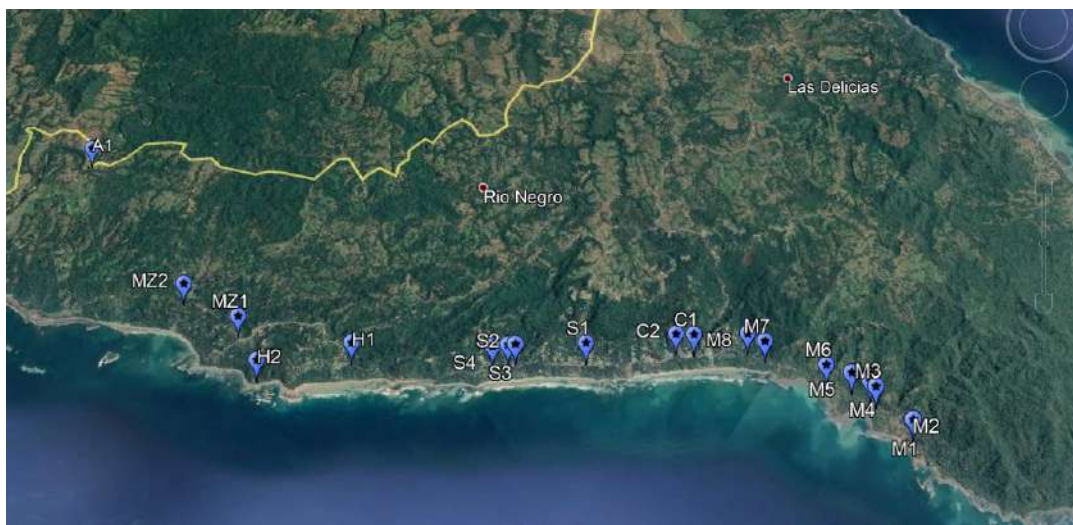 Las Delicias
A1
Rio Negro
MZ2
MZ1
H2
H1
S4
S2
S3
S1
C2
C1
M8
M7
M6
M5
M3
M4
M2
M1